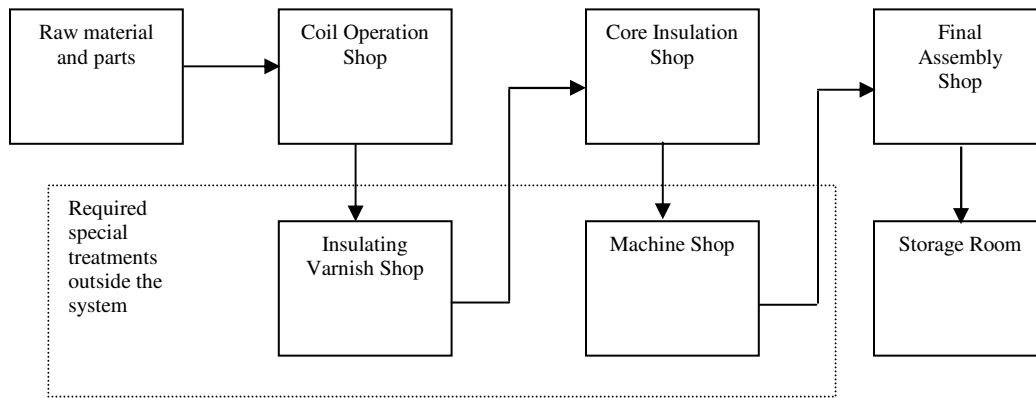 Raw material
and parts
Coil Operation
Shop
Core Insulation
Shop
Final
Assembly
Shop
Required
special
treatments
outside the
system
Insulating
Varnish Shop
Machine Shop
Storage Room